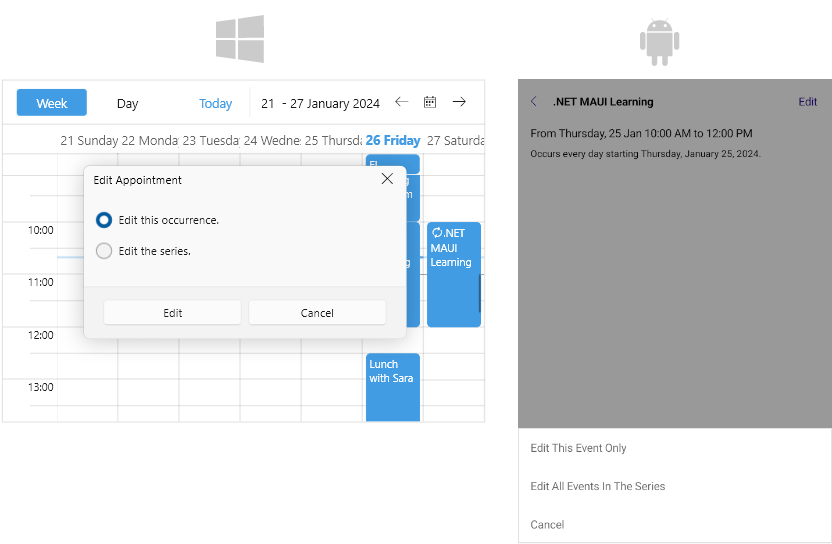 Week
Day
Today
21 - 27 January 2024
21 Sunday
22 Monda
23 Tuesda
24 Wedne
25 Thursd
26 Friday
27 Saturda
Edit Appointment
Edit this occurrence.
Edit the series.
Edit
Cancel
10:00
11:00
12:00
13:00
.NET
MAUI
Learning
Lunch
with Sara
.NET MAUI Learning
Edit
From Thursday, 25 Jan 10:00 AM to 12:00 PM
Occurs every day starting Thursday, January 25, 2024.
Edit This Event Only
Edit All Events In The Series
Cancel